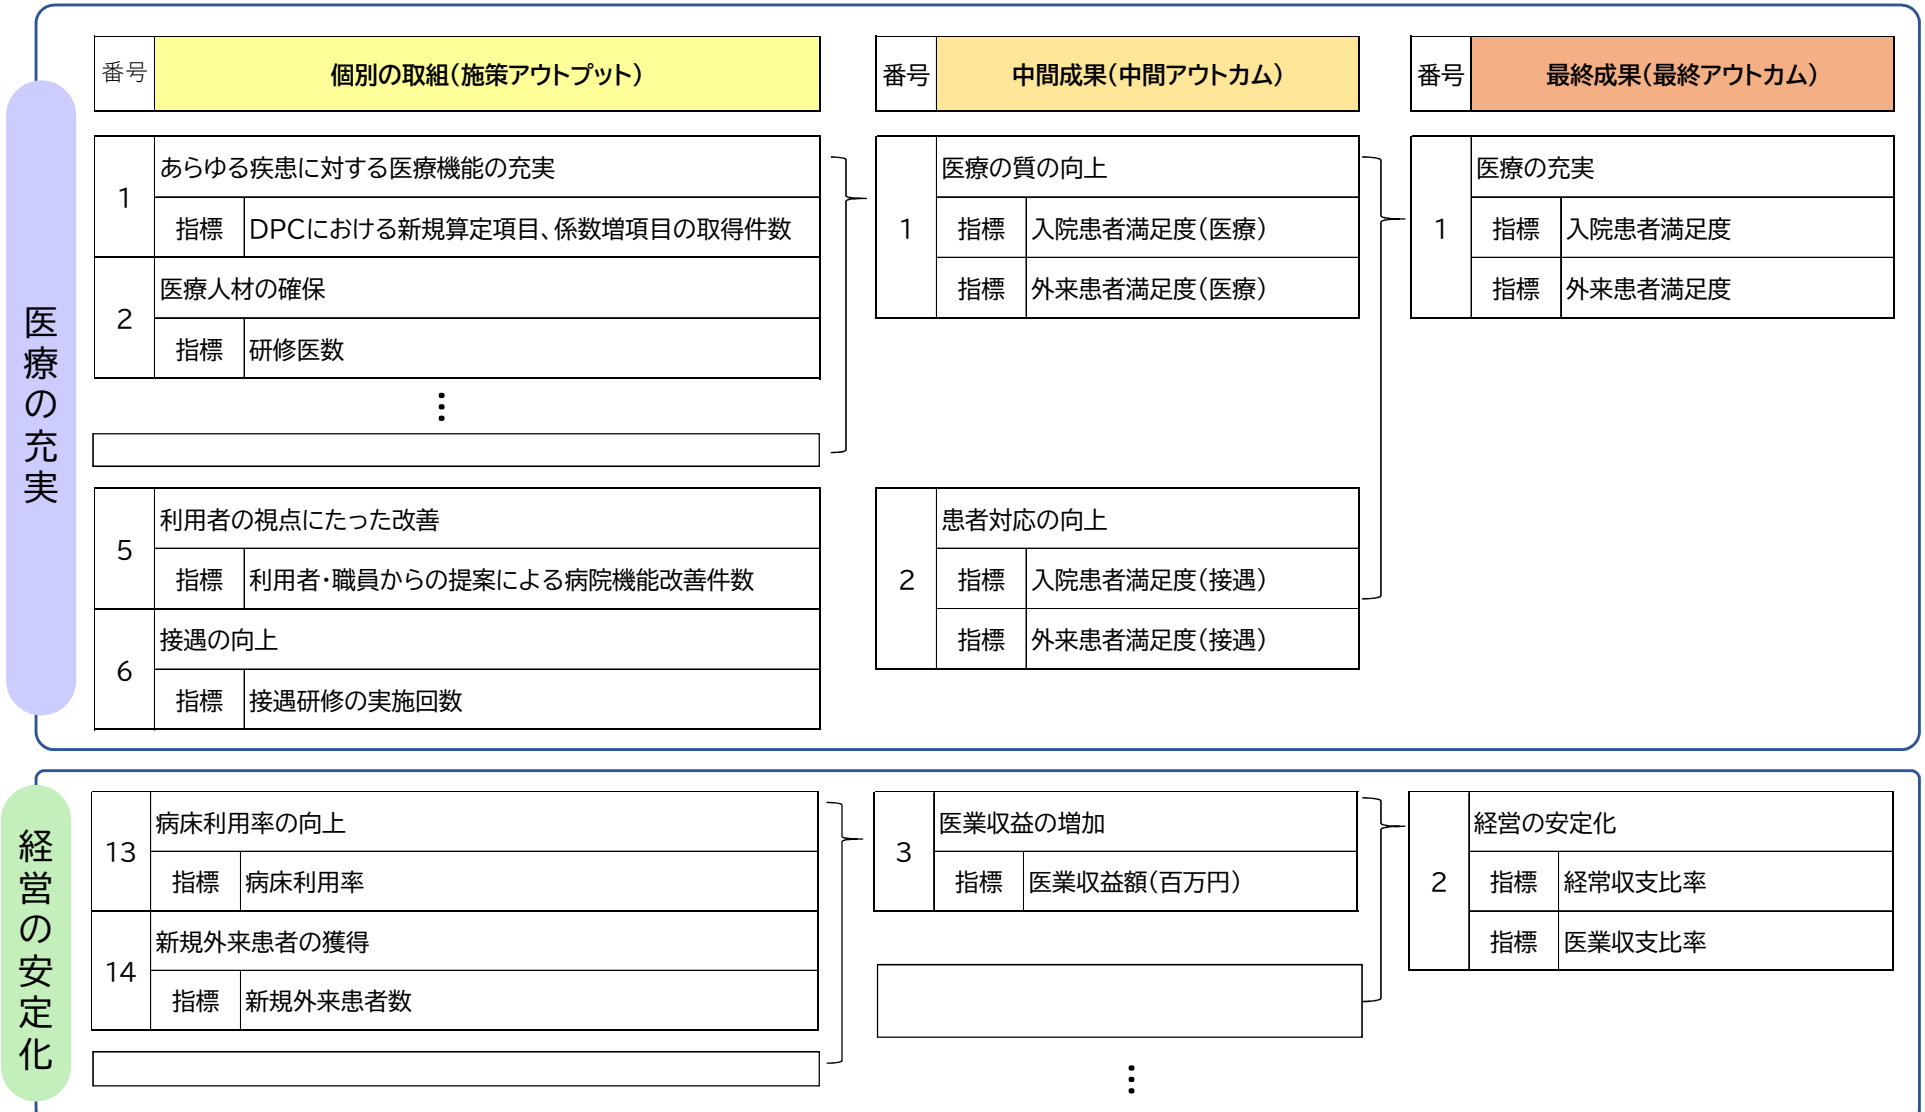 医療の充実
番号 個別の取組(施策アウトプット)
番号 中間成果(中間アウトカム)
番号 最終成果(最終アウトカム)
1 あらゆる疾患に対する医療機能の充実
指標 DPCにおける新規算定項目、係数増項目の取得件数
2 医療人材の確保
指標 研修医数
⋮
5 利用者の視点にたった改善
指標 利用者・職員からの提案による病院機能改善件数
6 接遇の向上
指標 接遇研修の実施回数
1 医療の質の向上
指標 入院患者満足度(医療)
指標 外来患者満足度(医療)
2 患者対応の向上
指標 入院患者満足度(接遇)
指標 外来患者満足度(接遇)
1 医療の充実
指標 入院患者満足度
指標 外来患者満足度
経営の安定化
13 病床利用率の向上
指標 病床利用率
14 新規外来患者の獲得
指標 新規外来患者数
3 医業収益の増加
指標 医業収益額(百万円)
⋮
2 経営の安定化
指標 経常収支比率
指標 医業収支比率